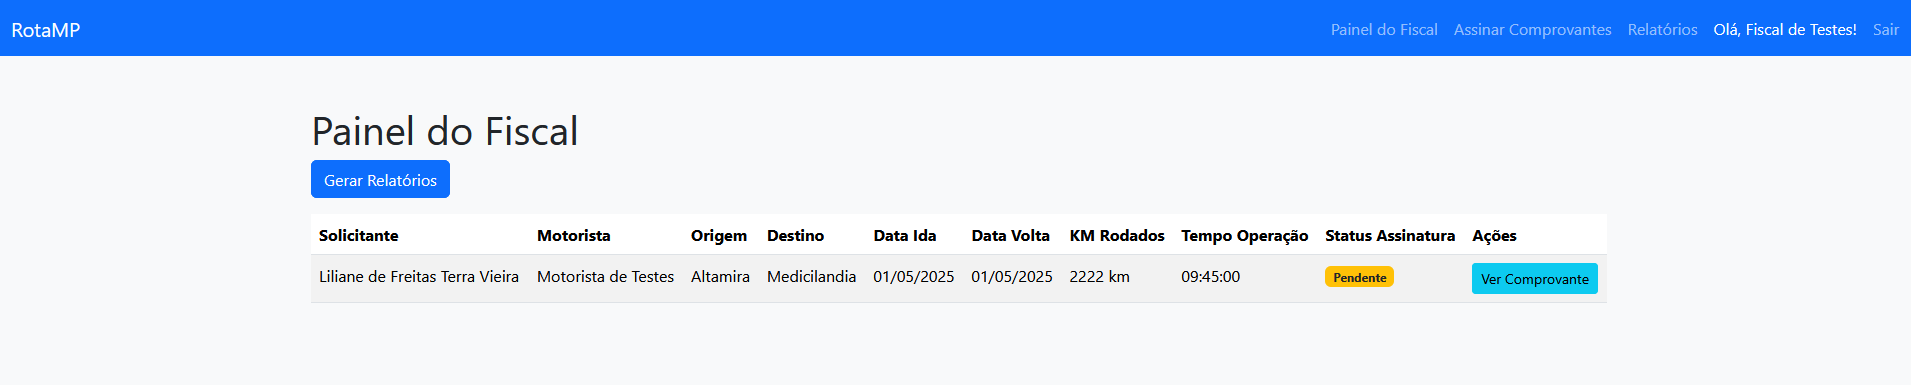 RotaMP Painel do Fiscal Assinar Comprovantes Relatórios Olá, Fiscal de Testes! Sair
Painel do Fiscal
Gerar Relatórios
Solicitante Motorista Origem Destino Data Ida Data Volta KM Rodados Tempo Operação Status Assinatura Ações
Liliane de Freitas Terra Vieira Motorista de Testes Altamira Medicilandia 01/05/2025 01/05/2025 2222 km 09:45:00 Pendente Ver Comprovante